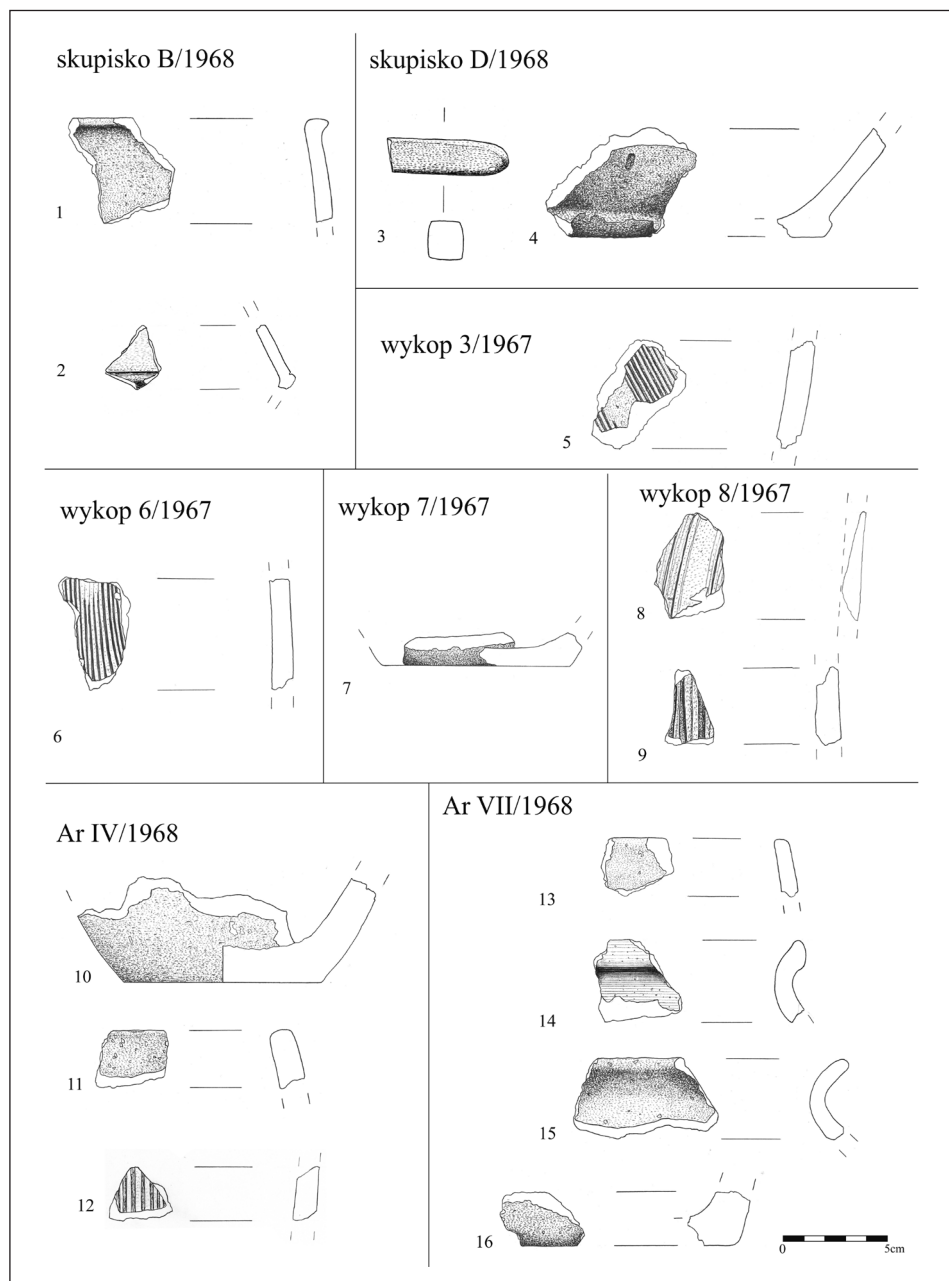 skupisko B/1968
1
2
skupisko D/1968
3
4
wykop 3/1967
5
wykop 6/1967
6
wykop 7/1967
7
wykop 8/1967
8
9
Ar IV/1968
10
11
12
Ar VII/1968
13
14
15
16
0 5cm